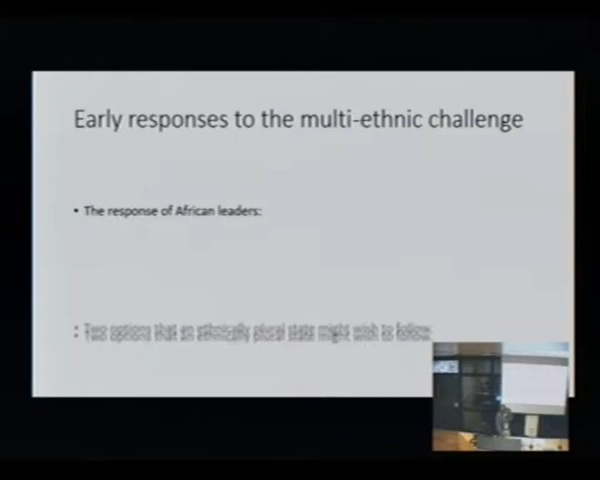 Early responses to the multi-ethnic challenge
• The response of African leaders:
• Two options that an ethnically plural state might wish to follow